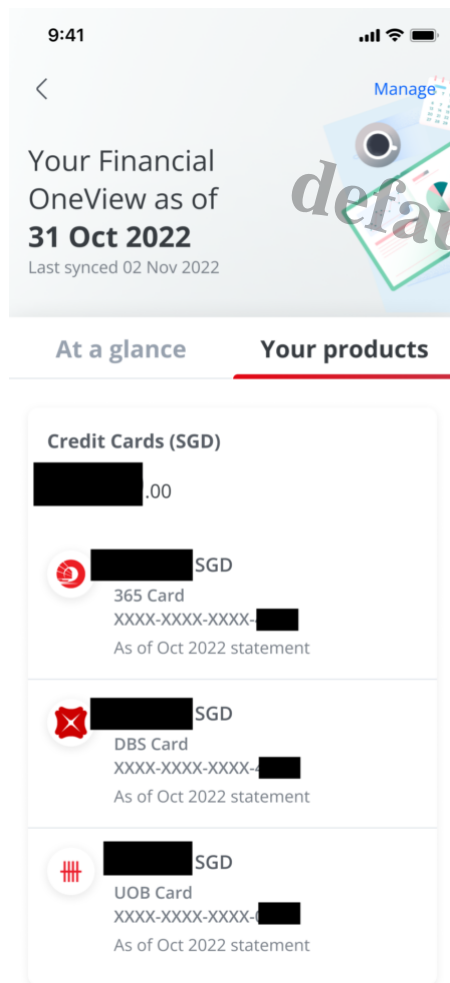 9:41
Manage
Your Financial
OneView as of
31 Oct 2022
Last synced 02 Nov 2022
At a glance
Your products
Credit Cards (SGD)
.00
SGD
365 Card
XXXX-XXXX-XXXX-
As of Oct 2022 statement
SGD
DBS Card
XXXX-XXXX-XXXX-
As of Oct 2022 statement
SGD
UOB Card
XXXX-XXXX-XXXX-
As of Oct 2022 statement